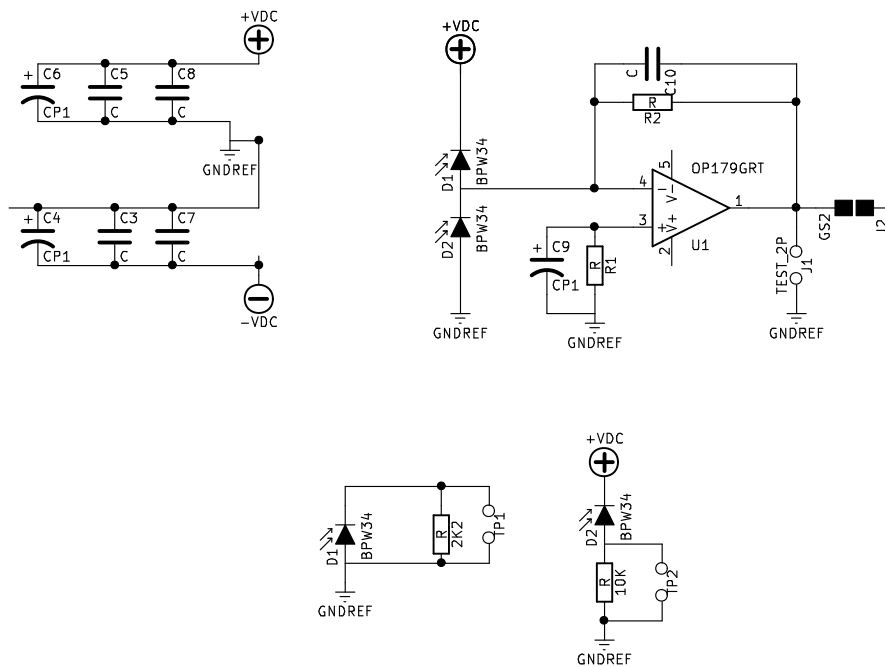 +VDC
+ C6
C5
C8
CP1
C
C
GNDREF
+ C4
C3
C7
CP1
C
C
-VDC
+VDC
C
C10
R
R2
D1
BPW34
D2
BPW34
GNDREF
OP179GRT
5
4
V-
-
3
V+
+
1
2
U1
+ C9
CP1
R
R1
GNDREF
TEST_2P
J1
GNDREF
GS2
D1
BPW34
R
2K2
TP1
GNDREF
+VDC
D2
BPW34
R
10K
TP2
GNDREF